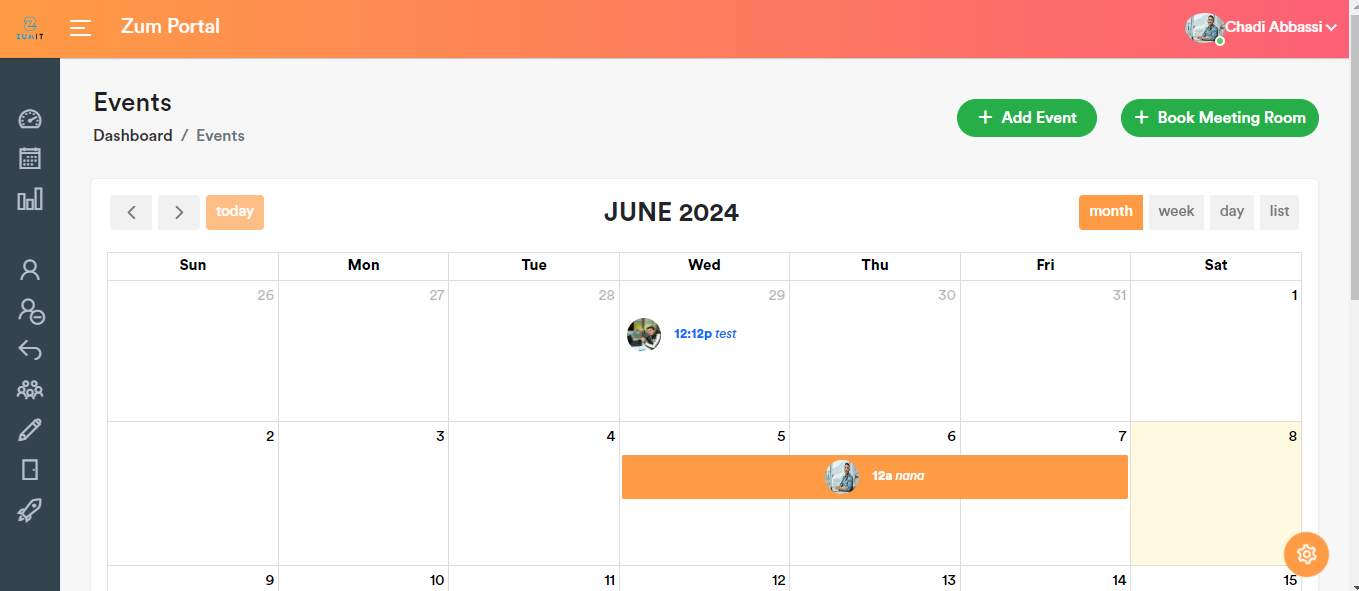 ZUMIT
Zum Portal
Chadi Abbassi
Events
Dashboard / Events
+ Add Event
+ Book Meeting Room
today
JUNE 2024
month week day list
Sun Mon Tue Wed Thu Fri Sat
26 27 28 29 30 31 1
12:12p test
2 3 4 5 6 7 8
12a nana
9 10 11 12 13 14 15